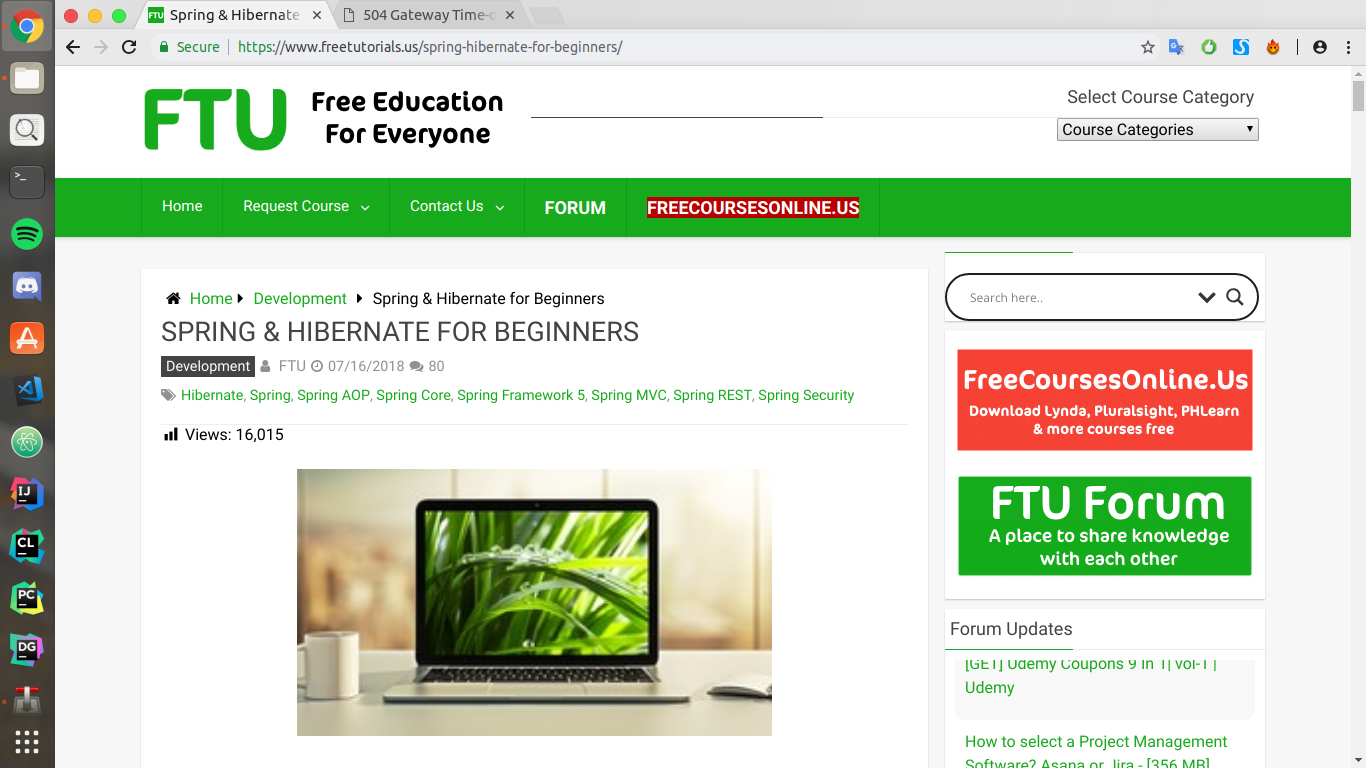 Spring & Hibernate
504 Gateway Time-o
Secure
https://www.freetutorials.us/spring-hibernate-for-beginners/
FTU
Free Education
For Everyone
Select Course Category
Course Categories
Home
Request Course
Contact Us
FORUM
FREECOURSESONLINE.US
Home
Development
Spring & Hibernate for Beginners
SPRING & HIBERNATE FOR BEGINNERS
Development
FTU
07/16/2018
80
Hibernate, Spring, Spring AOP, Spring Core, Spring Framework 5, Spring MVC, Spring REST, Spring Security
Views: 16,015
Search here..
FreeCoursesOnline.Us
Download Lynda, Pluralsight, PHLearn
& more courses free
FTU Forum
A place to share knowledge
with each other
Forum Updates
[GET] Udemy Coupons 9 In 1| vol-1 |
Udemy
How to select a Project Management
Software? Asana or Jira - [356 MB]
IJ
CL
PC
DG